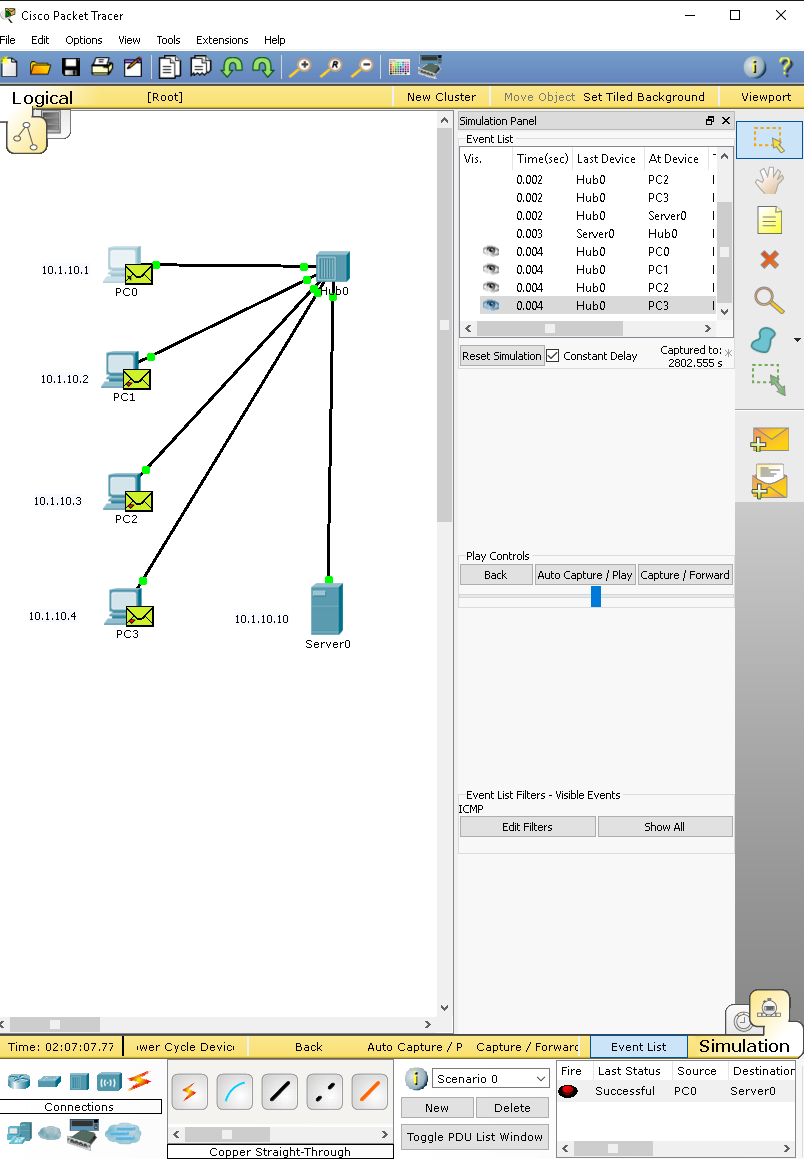 Cisco Packet Tracer
File Edit Options View Tools Extensions Help
Logical [Root] New Cluster Move Object Set Tiled Background Viewport
Simulation Panel
Event List
Vis. Time(sec) Last Device At Device
0.002 Hub0 PC2
0.002 Hub0 PC3
0.002 Hub0 Server0
0.003 Server0 Hub0
0.004 Hub0 PC0
0.004 Hub0 PC1
0.004 Hub0 PC2
0.004 Hub0 PC3
Reset Simulation Constant Delay Captured to:
2802.555 s
10.1.10.1
PC0
Hub0
10.1.10.2
PC1
10.1.10.3
PC2
10.1.10.4
PC3
10.1.10.10
Server0
Play Controls
Back Auto Capture / Play Capture / Forward
Event List Filters - Visible Events
ICMP
Edit Filters Show All
Time: 02:07:07.77 ower Cycle Devic Back Auto Capture / P Capture / Forward Event List Simulation
Connections
Copper Straight-Through
Scenario 0
New Delete
Toggle PDU List Window
Fire Last Status Source Destination
Successful PC0 Server0